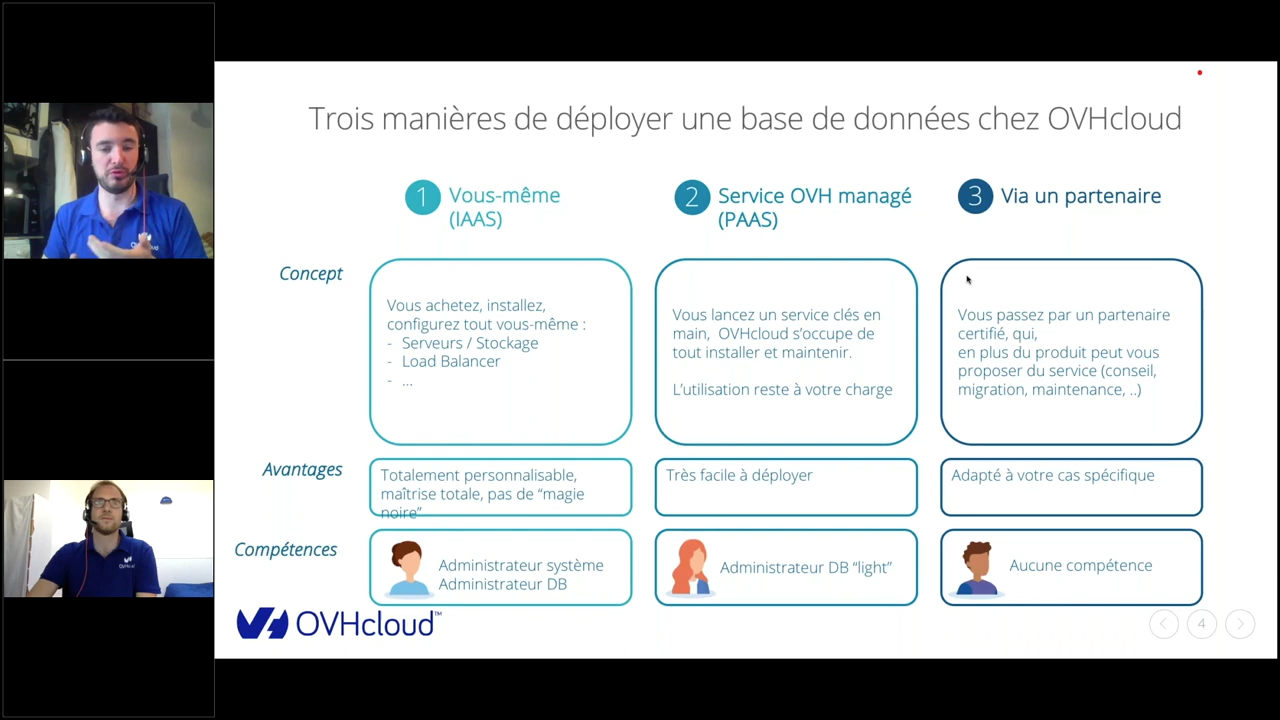 Trois manières de déployer une base de données chez OVHcloud
1 Vous-même
(IAAS)
2 Service OVH managé
(PAAS)
3 Via un partenaire
Concept
Vous achetez, installez,
configurez tout vous-même :
- Serveurs / Stockage
- Load Balancer
- ...
Vous lancez un service clés en
main, OVHcloud s’occupe de
tout installer et maintenir.
L’utilisation reste à votre charge
Vous passez par un partenaire
certifié, qui,
en plus du produit peut vous
proposer du service (conseil,
migration, maintenance, ..)
Avantages
Totalement personnalisable,
maîtrise totale, pas de “magie
noire”
Très facile à déployer
Adapté à votre cas spécifique
Compétences
Administrateur système
Administrateur DB
Administrateur DB “light”
Aucune compétence
OVHcloud™
4